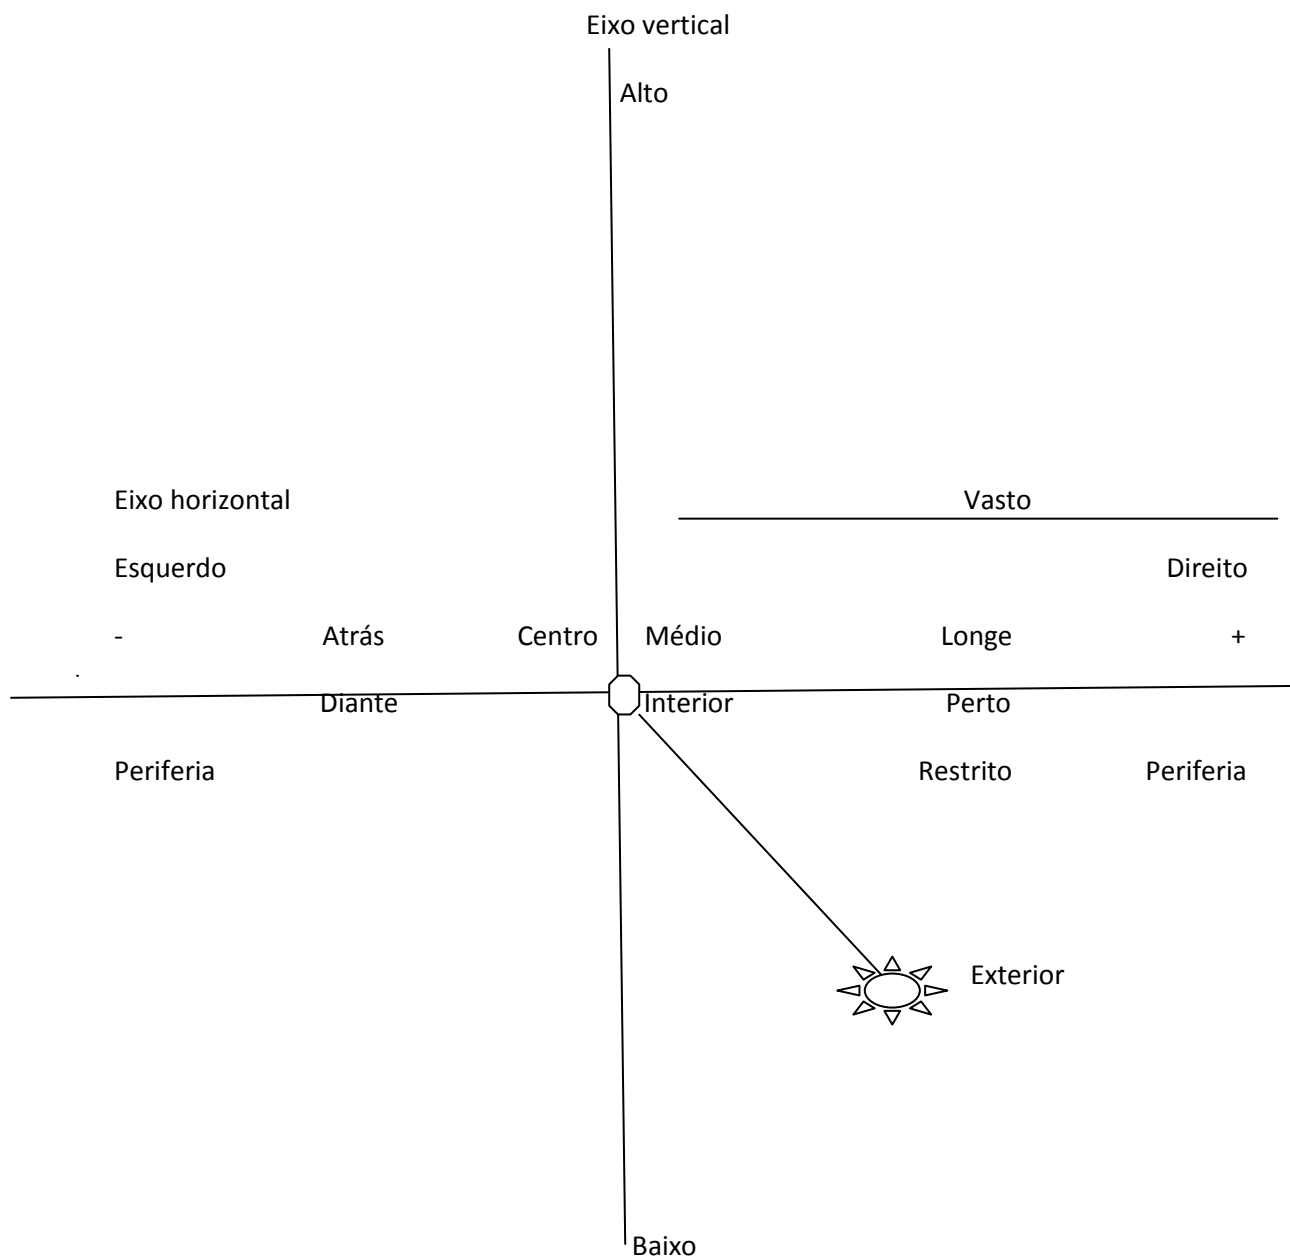 Eixo vertical
Alto
Eixo horizontal Vasto
Esquerdo Direito
- Atrás Centro Médio Longe +
Diante Interior Perto
Periferia Restrito Periferia
Exterior
Baixo